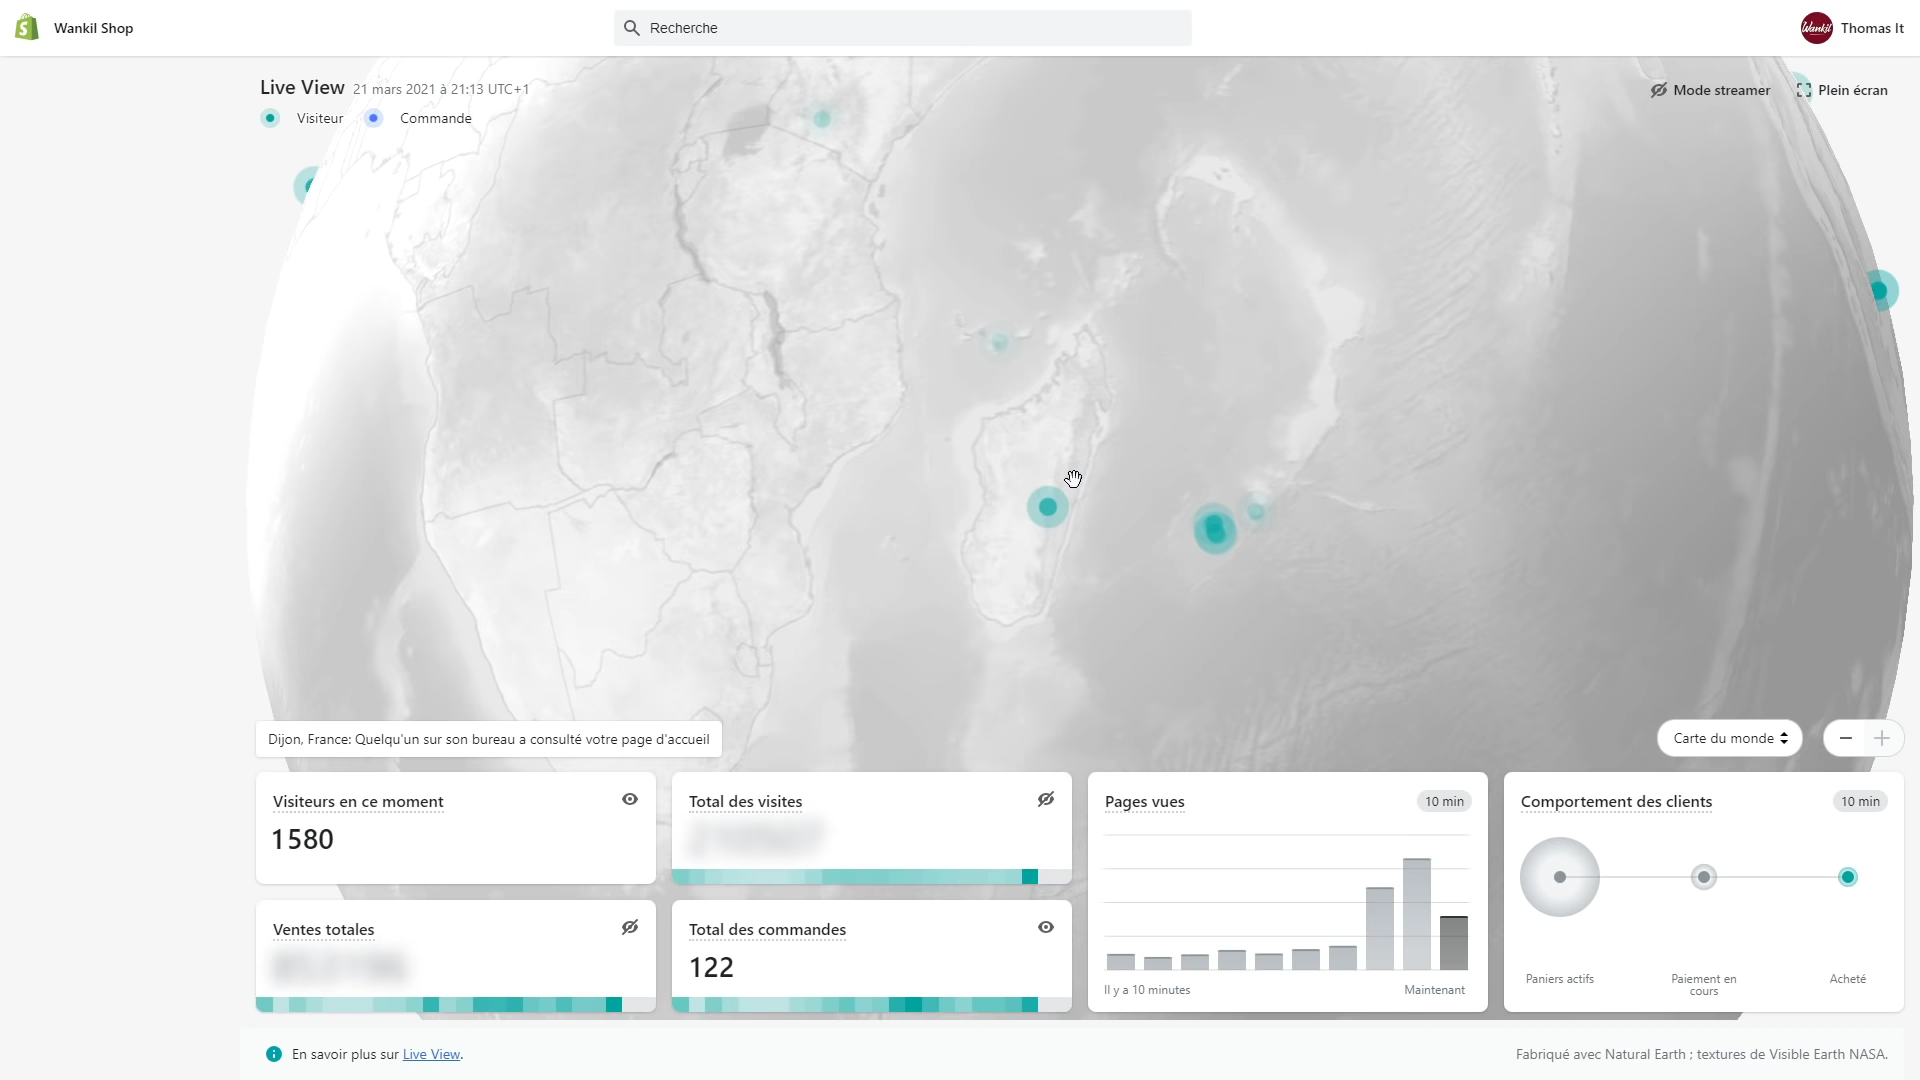 Wankil Shop
Recherche
Wankil
Thomas It
Live View 21 mars 2021 à 21:13 UTC+1
Mode streamer
Plein écran
Visiteur
Commande
Dijon, France: Quelqu'un sur son bureau a consulté votre page d'accueil
Carte du monde
Visiteurs en ce moment
1580
Total des visites
Pages vues
10 min
Il y a 10 minutes
Maintenant
Comportement des clients
10 min
Paniers actifs
Paiement en
cours
Acheté
Ventes totales
Total des commandes
122
En savoir plus sur Live View.
Fabriqué avec Natural Earth ; textures de Visible Earth NASA.